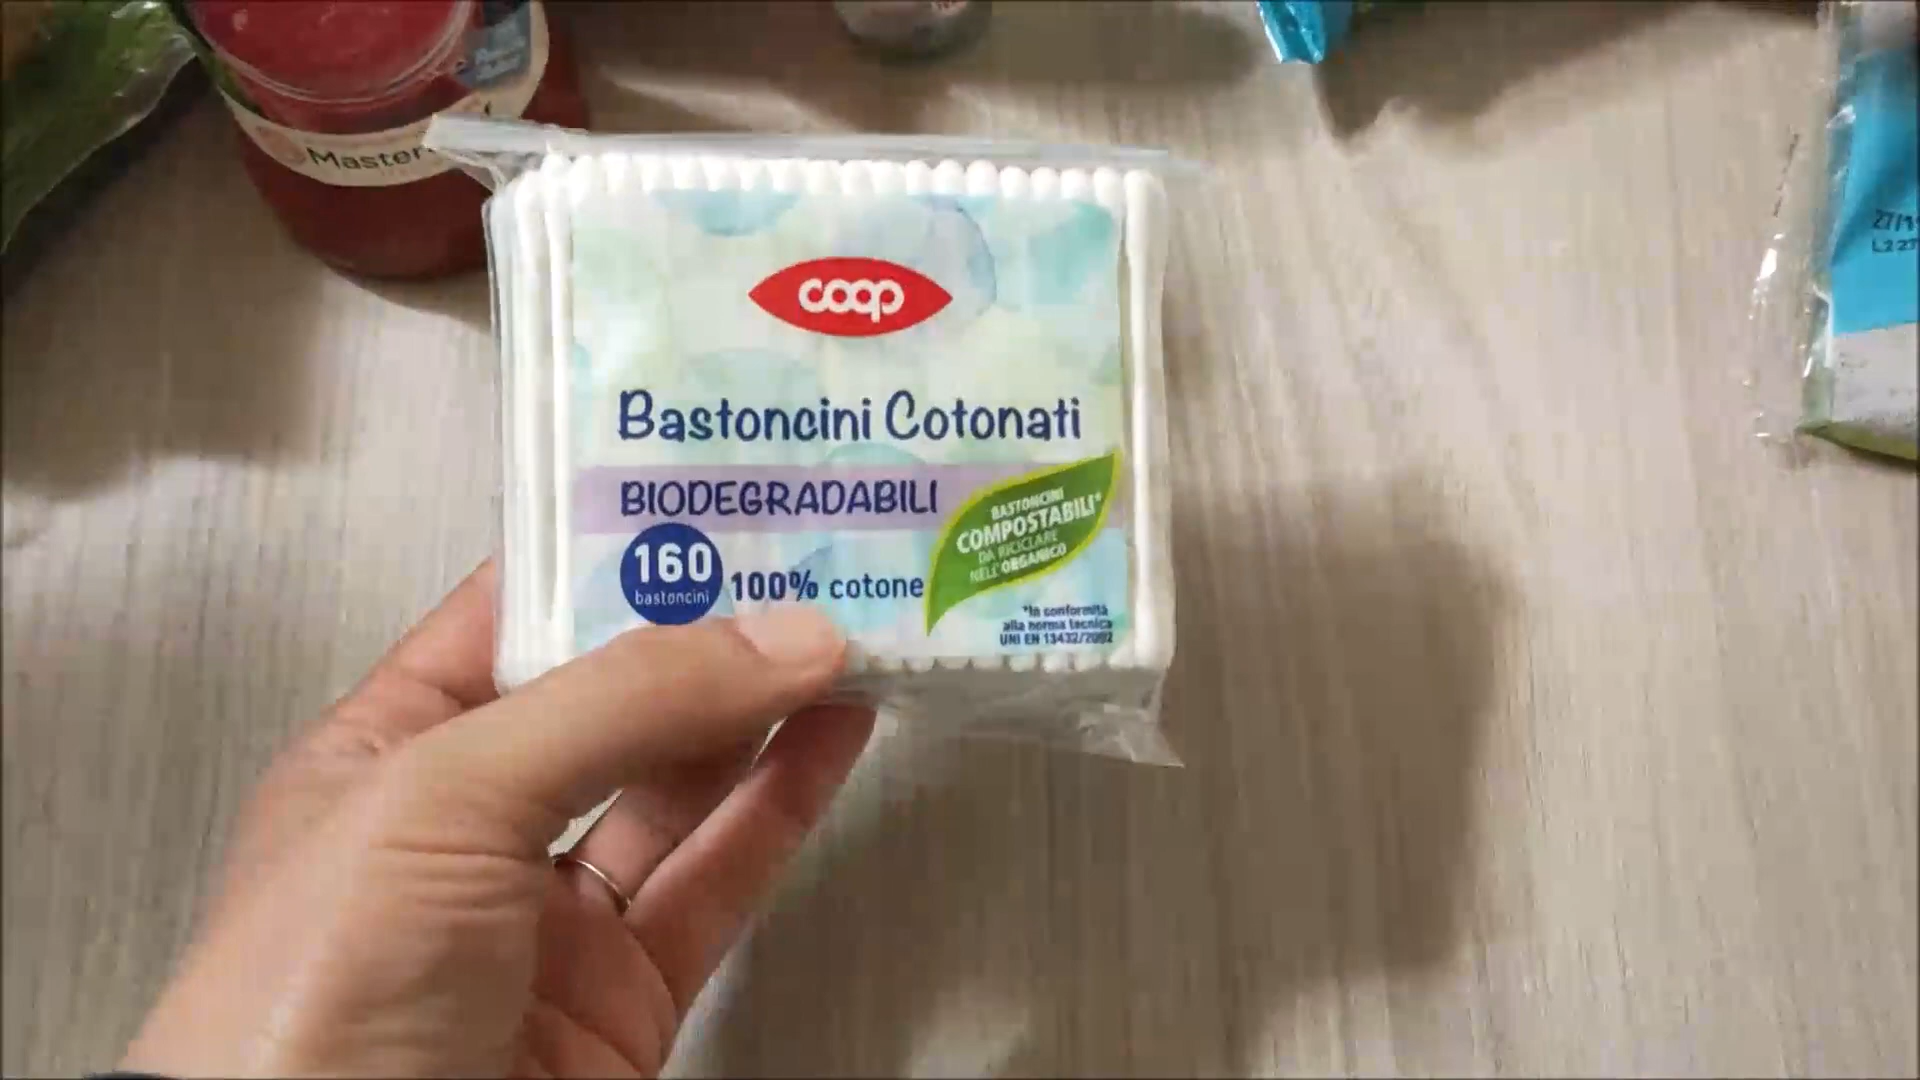 coop
Bastoncini Cotonati
BIODEGRADABILI
BASTONCINI
COMPOSTABILI*
DA RICICLARE
NELL'ORGANICO
160
bastoncini
100% cotone
*In conformità
alla norma tecnica
UNI EN 13432/2002